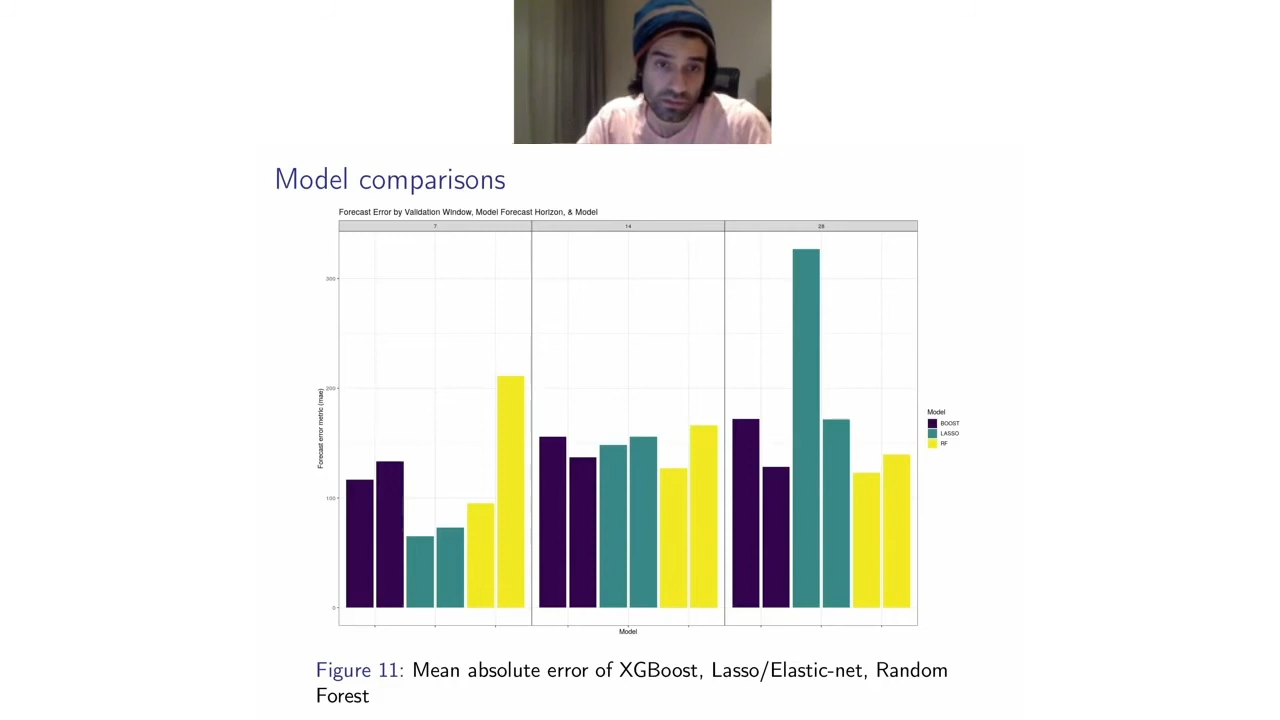 Model comparisons
Forecast Error by Validation Window, Model Forecast Horizon, & Model
7
14
28
300
200
100
0
Forecast error metric (mae)
Model
Model
BOOST
LASSO
RF
Figure 11: Mean absolute error of XGBoost, Lasso/Elastic-net, Random
Forest